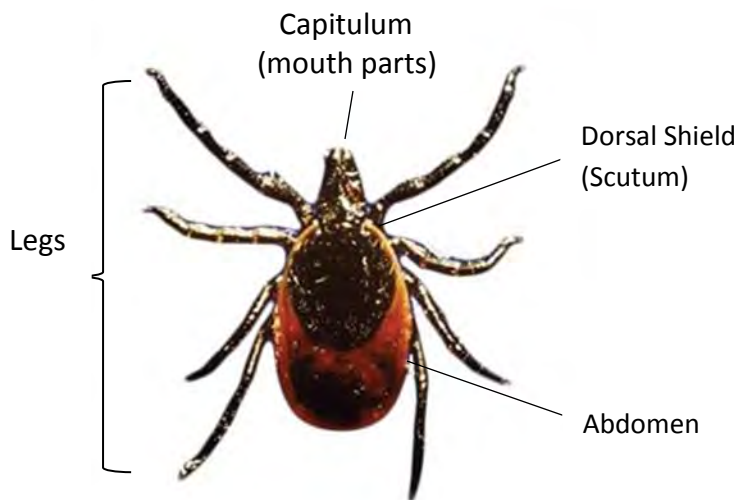 Capitulum
(mouth parts)
Dorsal Shield
(Scutum)
Legs
Abdomen